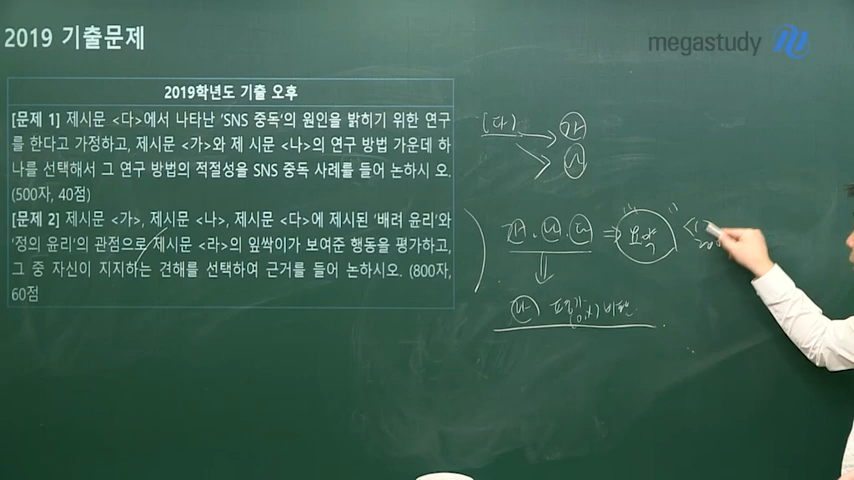 2019 기출문제
megastudy
2019학년도 기출 오후
[문제 1] 제시문 <다>에서 나타난 'SNS 중독'의 원인을 밝히기 위한 연구
를 한다고 가정하고, 제시문 <가>와 제 시문 <나>의 연구 방법 가운데 하
나를 선택해서 그 연구 방법의 적절성을 SNS 중독 사례를 들어 논하시 오.
(500자, 40점)
[문제 2] 제시문 <가>, 제시문 <나>, 제시문 <다>에 제시된 '배려 윤리'와
'정의 윤리'의 관점으로 제시문 <라>의 잎싹이가 보여준 행동을 평가하고,
그 중 자신이 지지하는 견해를 선택하여 근거를 들어 논하시오. (800자,
60점
(다)
가
나
가.나.다 ⇒ 요약